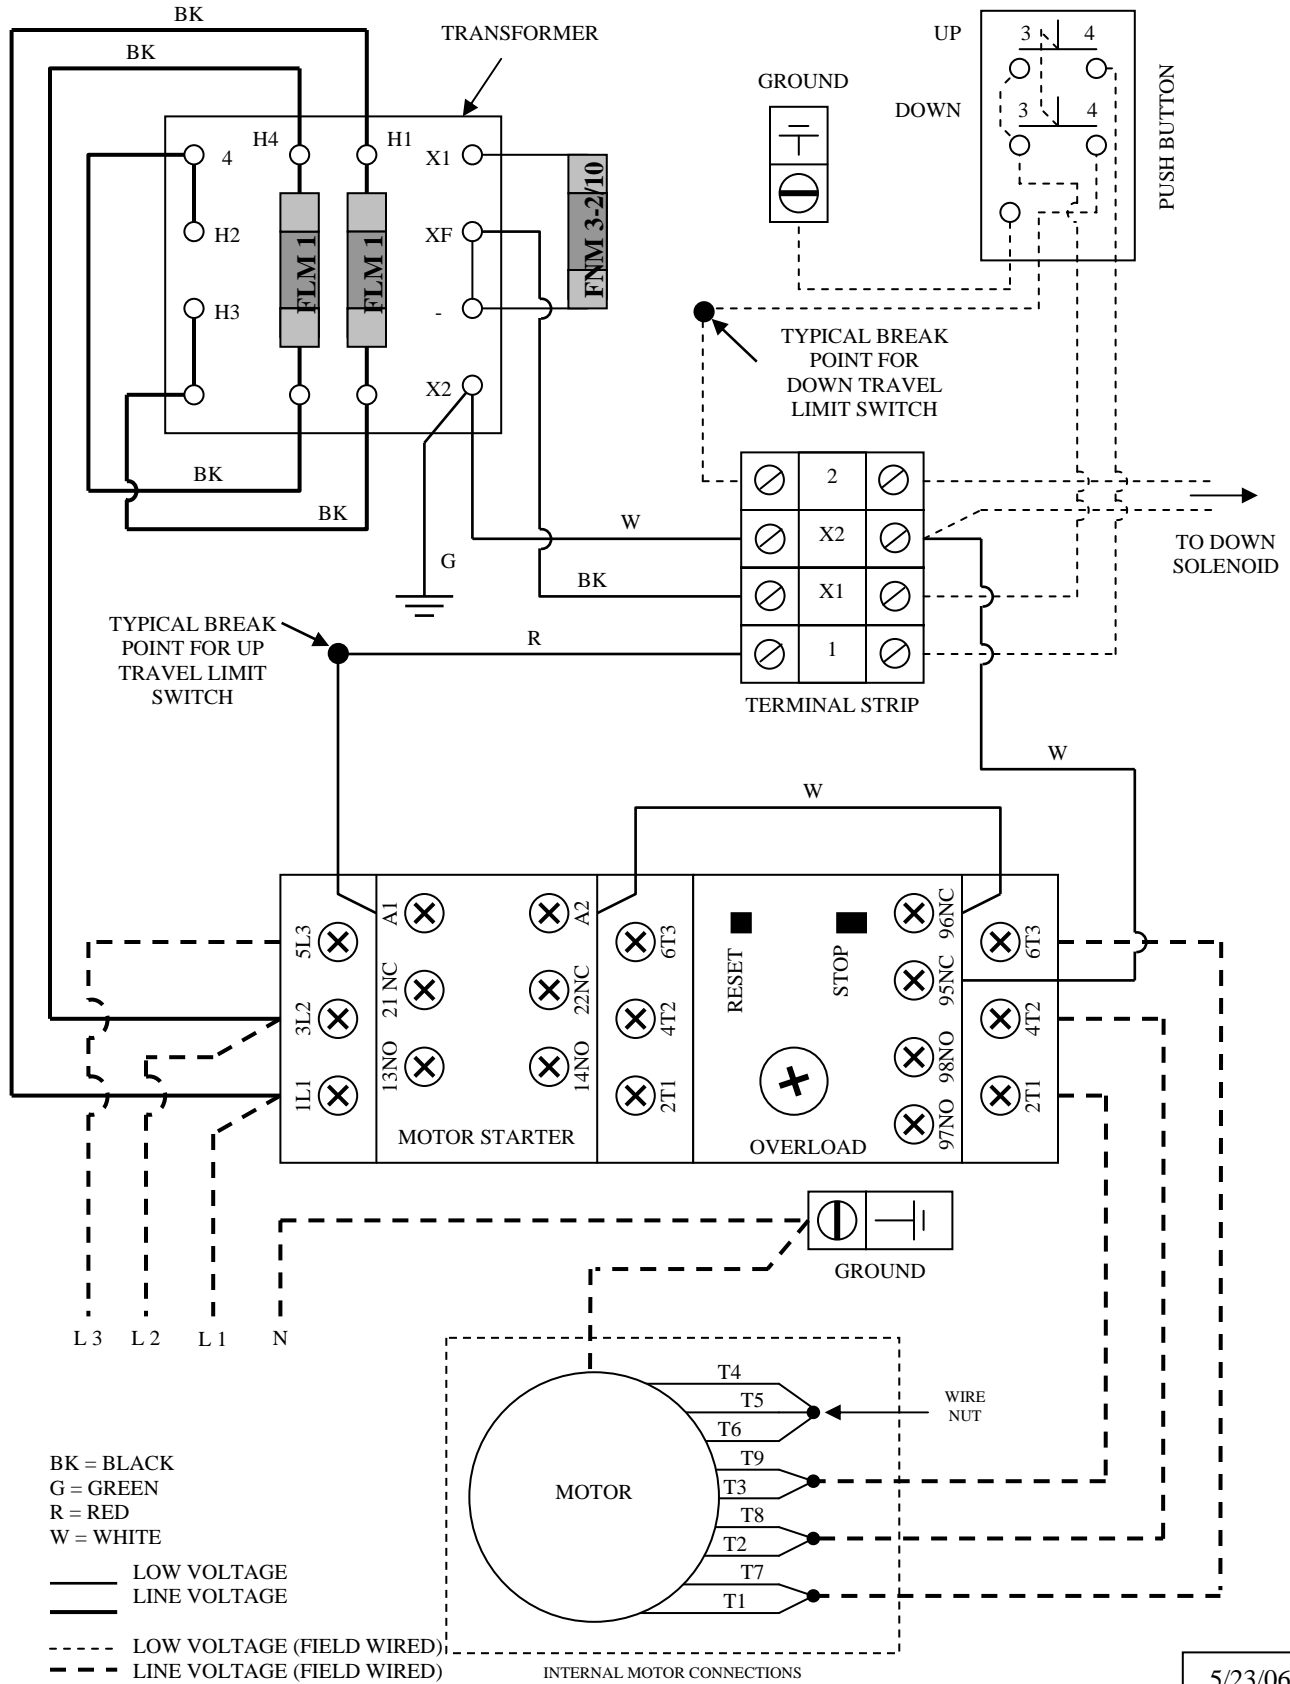 BK
BK
TRANSFORMER
GROUND
UP
3 4
DOWN
3 4
PUSH BUTTON
4
H4
H1
X1
H2
XF
H3
-
X2
FLM 1
FLM 1
FNM 3-2/10
TYPICAL BREAK
POINT FOR
DOWN TRAVEL
LIMIT SWITCH
BK
BK
W
G
BK
R
2
X2
X1
1
TERMINAL STRIP
TO DOWN
SOLENOID
TYPICAL BREAK
POINT FOR UP
TRAVEL LIMIT
SWITCH
W
W
5L3
3L2
1L1
A1
21 NC
13NO
A2
22NC
14NO
6T3
4T2
2T1
MOTOR STARTER
RESET
STOP
OVERLOAD
96NC
95NC
98NO
97NO
6T3
4T2
2T1
GROUND
L 3
L 2
L 1
N
T4
T5
T6
T9
T3
T8
T2
T7
T1
WIRE
NUT
MOTOR
BK = BLACK
G = GREEN
R = RED
W = WHITE
LOW VOLTAGE
LINE VOLTAGE
LOW VOLTAGE (FIELD WIRED)
LINE VOLTAGE (FIELD WIRED)
INTERNAL MOTOR CONNECTIONS
5/23/06